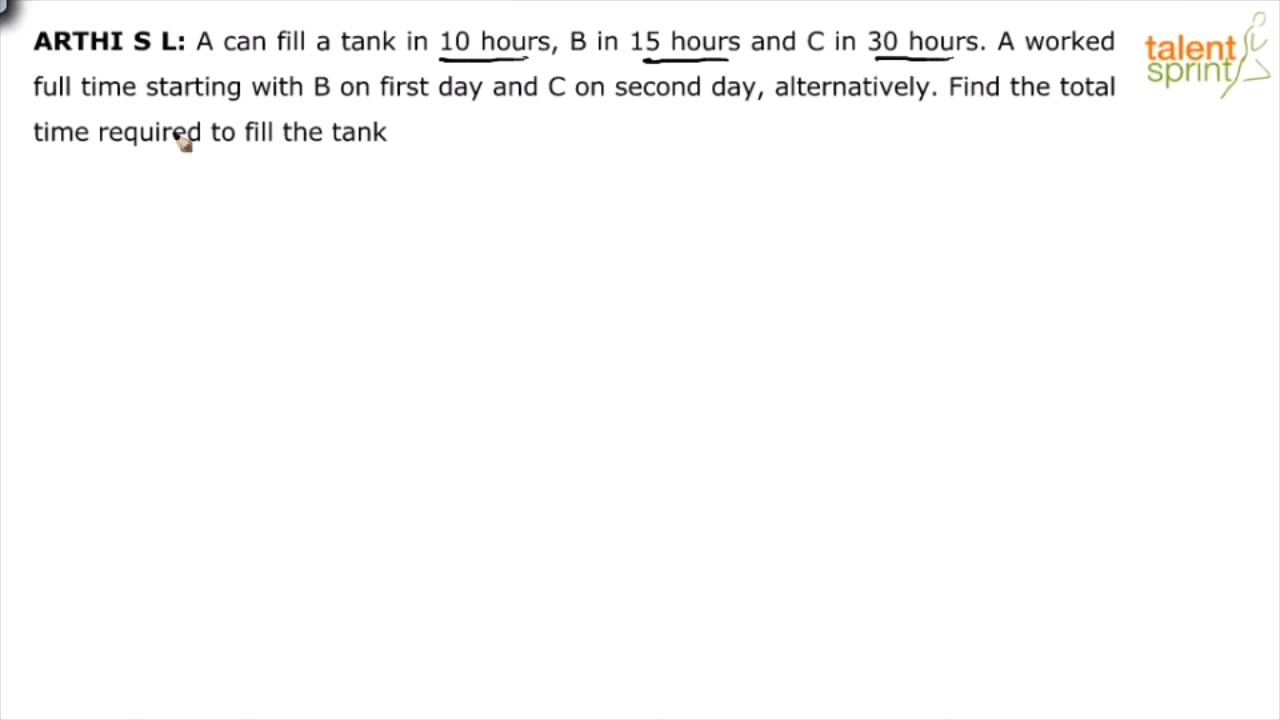 ARTHI S L: A can fill a tank in 10 hours, B in 15 hours and C in 30 hours. A worked
full time starting with B on first day and C on second day, alternatively. Find the total
time required to fill the tank
talent
sprint